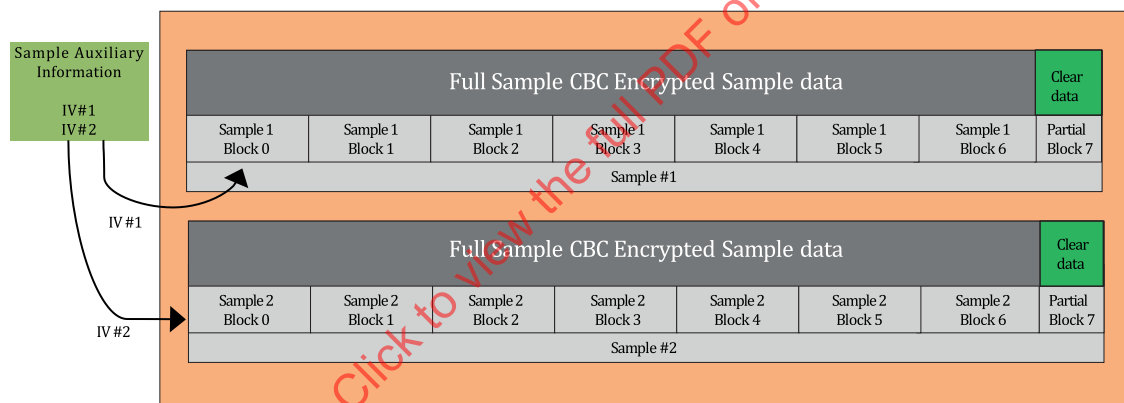 Sample Auxiliary
Information
IV#1
IV#2
Full Sample CBC Encrypted Sample data
Clear
data
Sample 1
Block 0
Sample 1
Block 1
Sample 1
Block 2
Sample 1
Block 3
Sample 1
Block 4
Sample 1
Block 5
Sample 1
Block 6
Partial
Block 7
Sample #1
IV #1
Full Sample CBC Encrypted Sample data
Clear
data
Sample 2
Block 0
Sample 2
Block 1
Sample 2
Block 2
Sample 2
Block 3
Sample 2
Block 4
Sample 2
Block 5
Sample 2
Block 6
Partial
Block 7
Sample #2
IV #2
Click to view the full PDF of